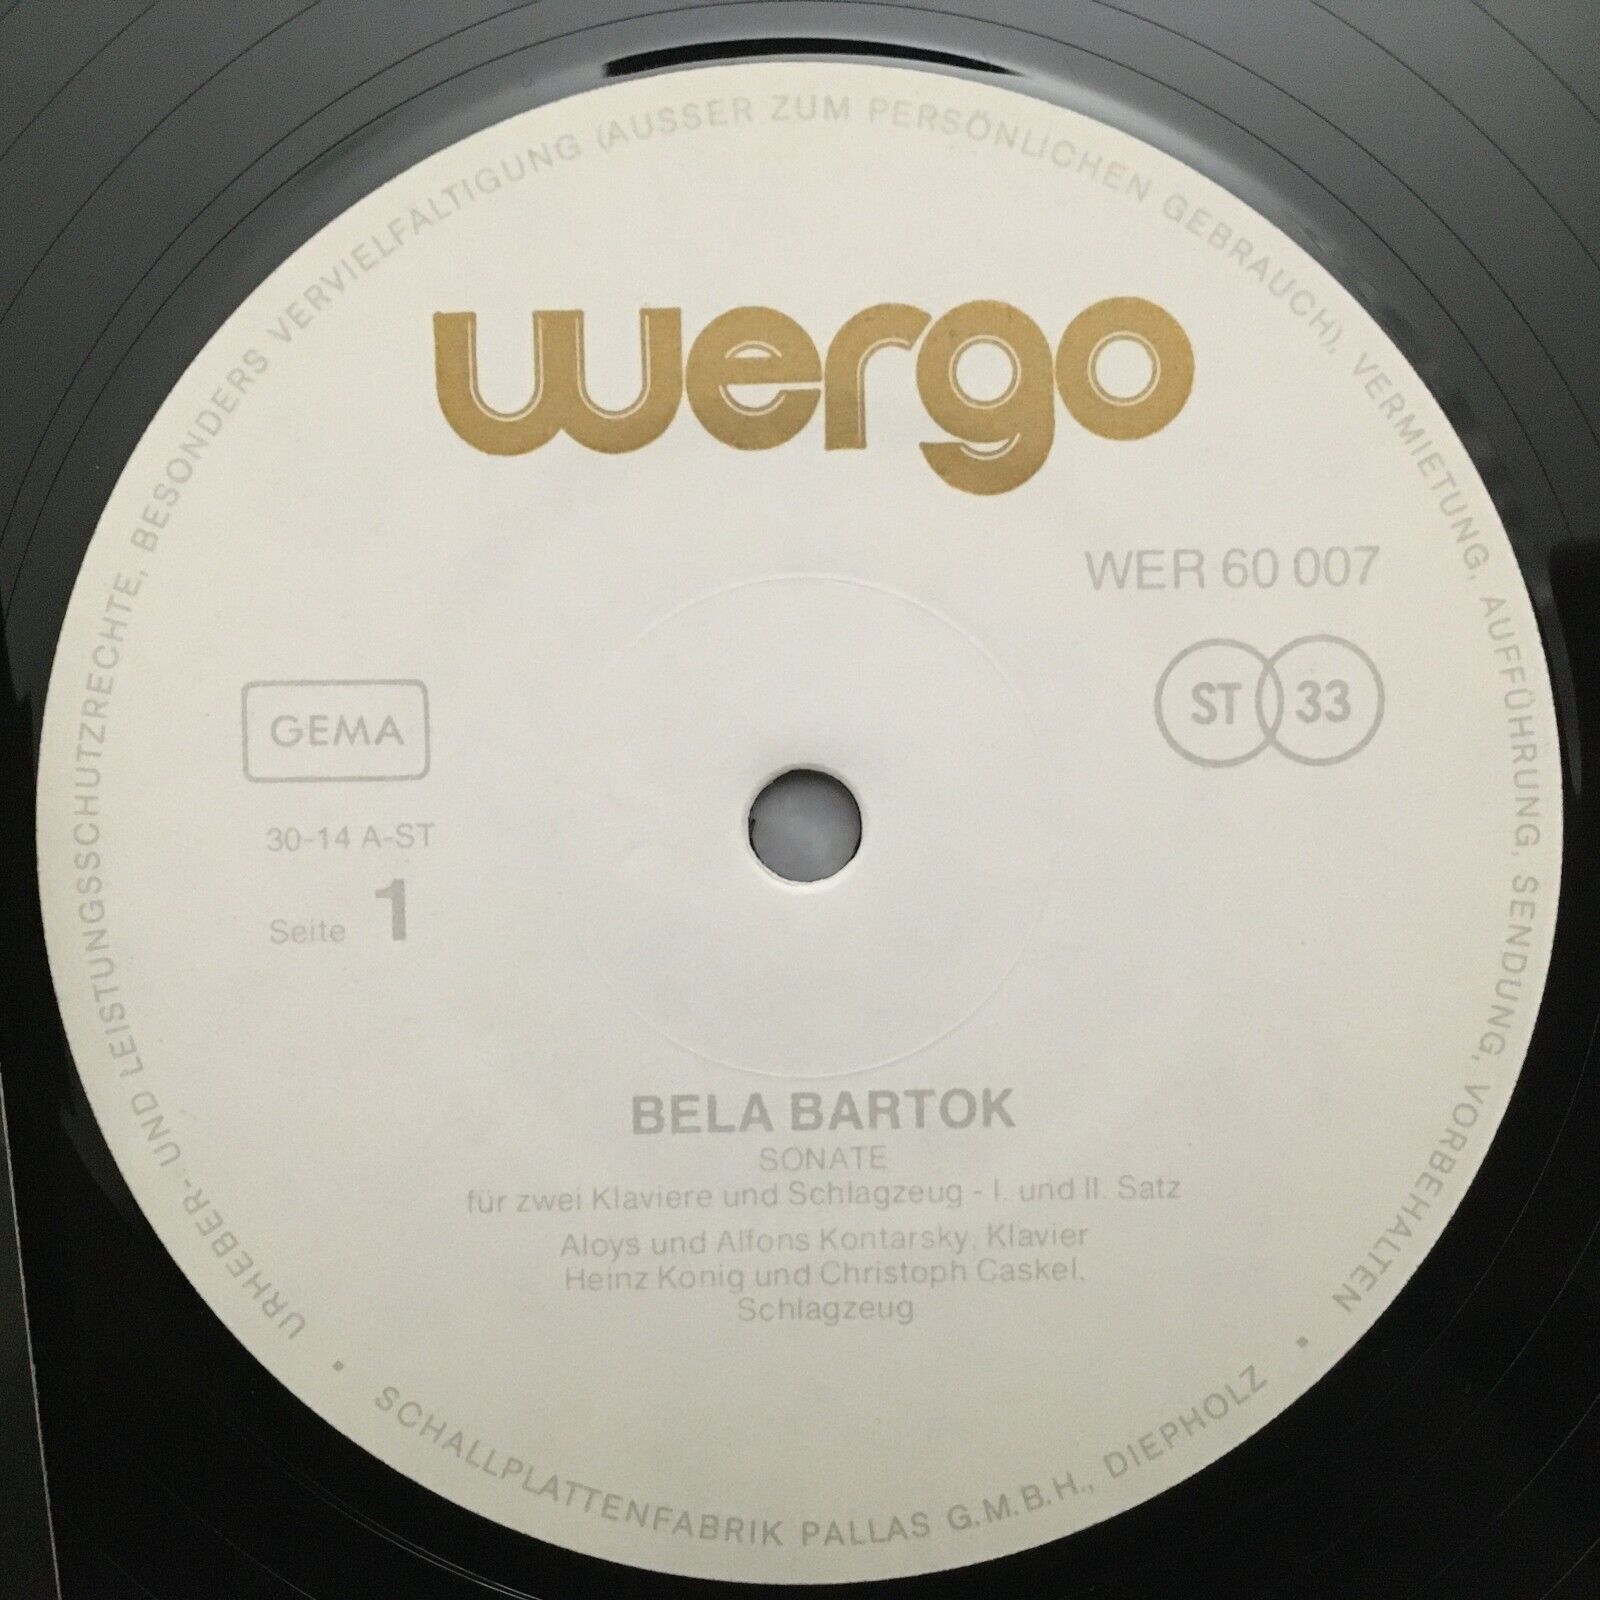 URHEBER- UND LEISTUNGSSCHUTZRECHTE, BESONDERS VERVIELFÄLTIGUNG (AUSSER ZUM PERSÖNLICHEN GEBRAUCH), VERMIETUNG, AUFFÜHRUNG, SENDUNG, VORBEHALTEN
wergo
WER 60 007
ST 33
GEMA
30-14 A-ST
Seite 1
BELA BARTOK
SONATE
für zwei Klaviere und Schlagzeug - I. und II. Satz
Aloys und Alfons Kontarsky, Klavier
Heinz König und Christoph Caskel,
Schlagzeug
• SCHALLPLATTENFABRIK PALLAS G.M.B.H., DIEPHOLZ •